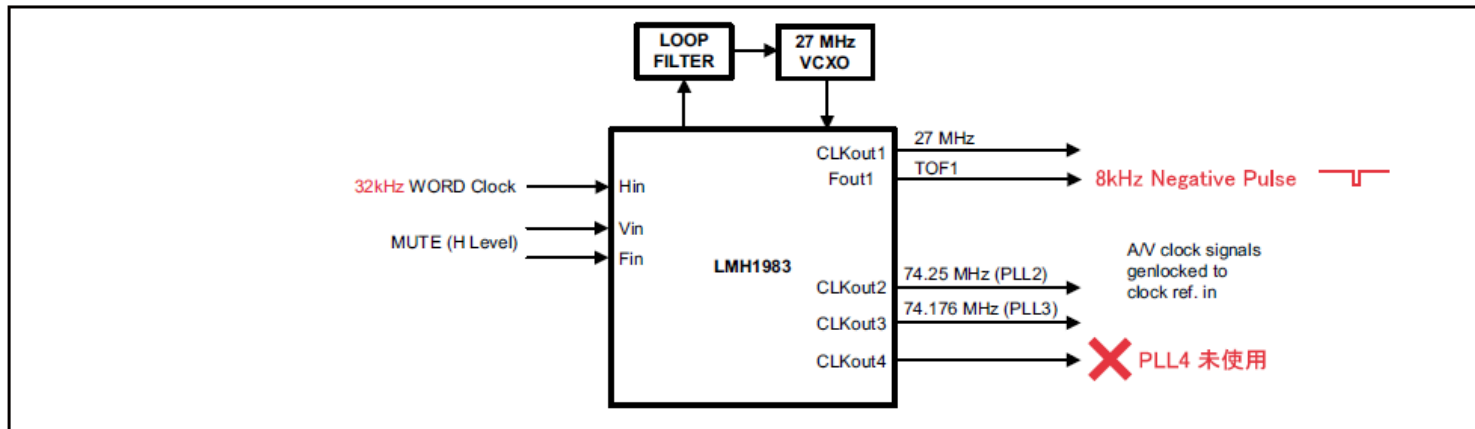 LOOP
FILTER
27 MHz
VCXO
CLKout1
27 MHz
Fout1
TOF1
8kHz Negative Pulse
32kHz WORD Clock
Hin
Vin
MUTE (H Level)
Fin
LMH1983
A/V clock signals
genlocked to
clock ref. in
CLKout2
74.25 MHz (PLL2)
CLKout3
74.176 MHz (PLL3)
CLKout4
PLL4 未使用